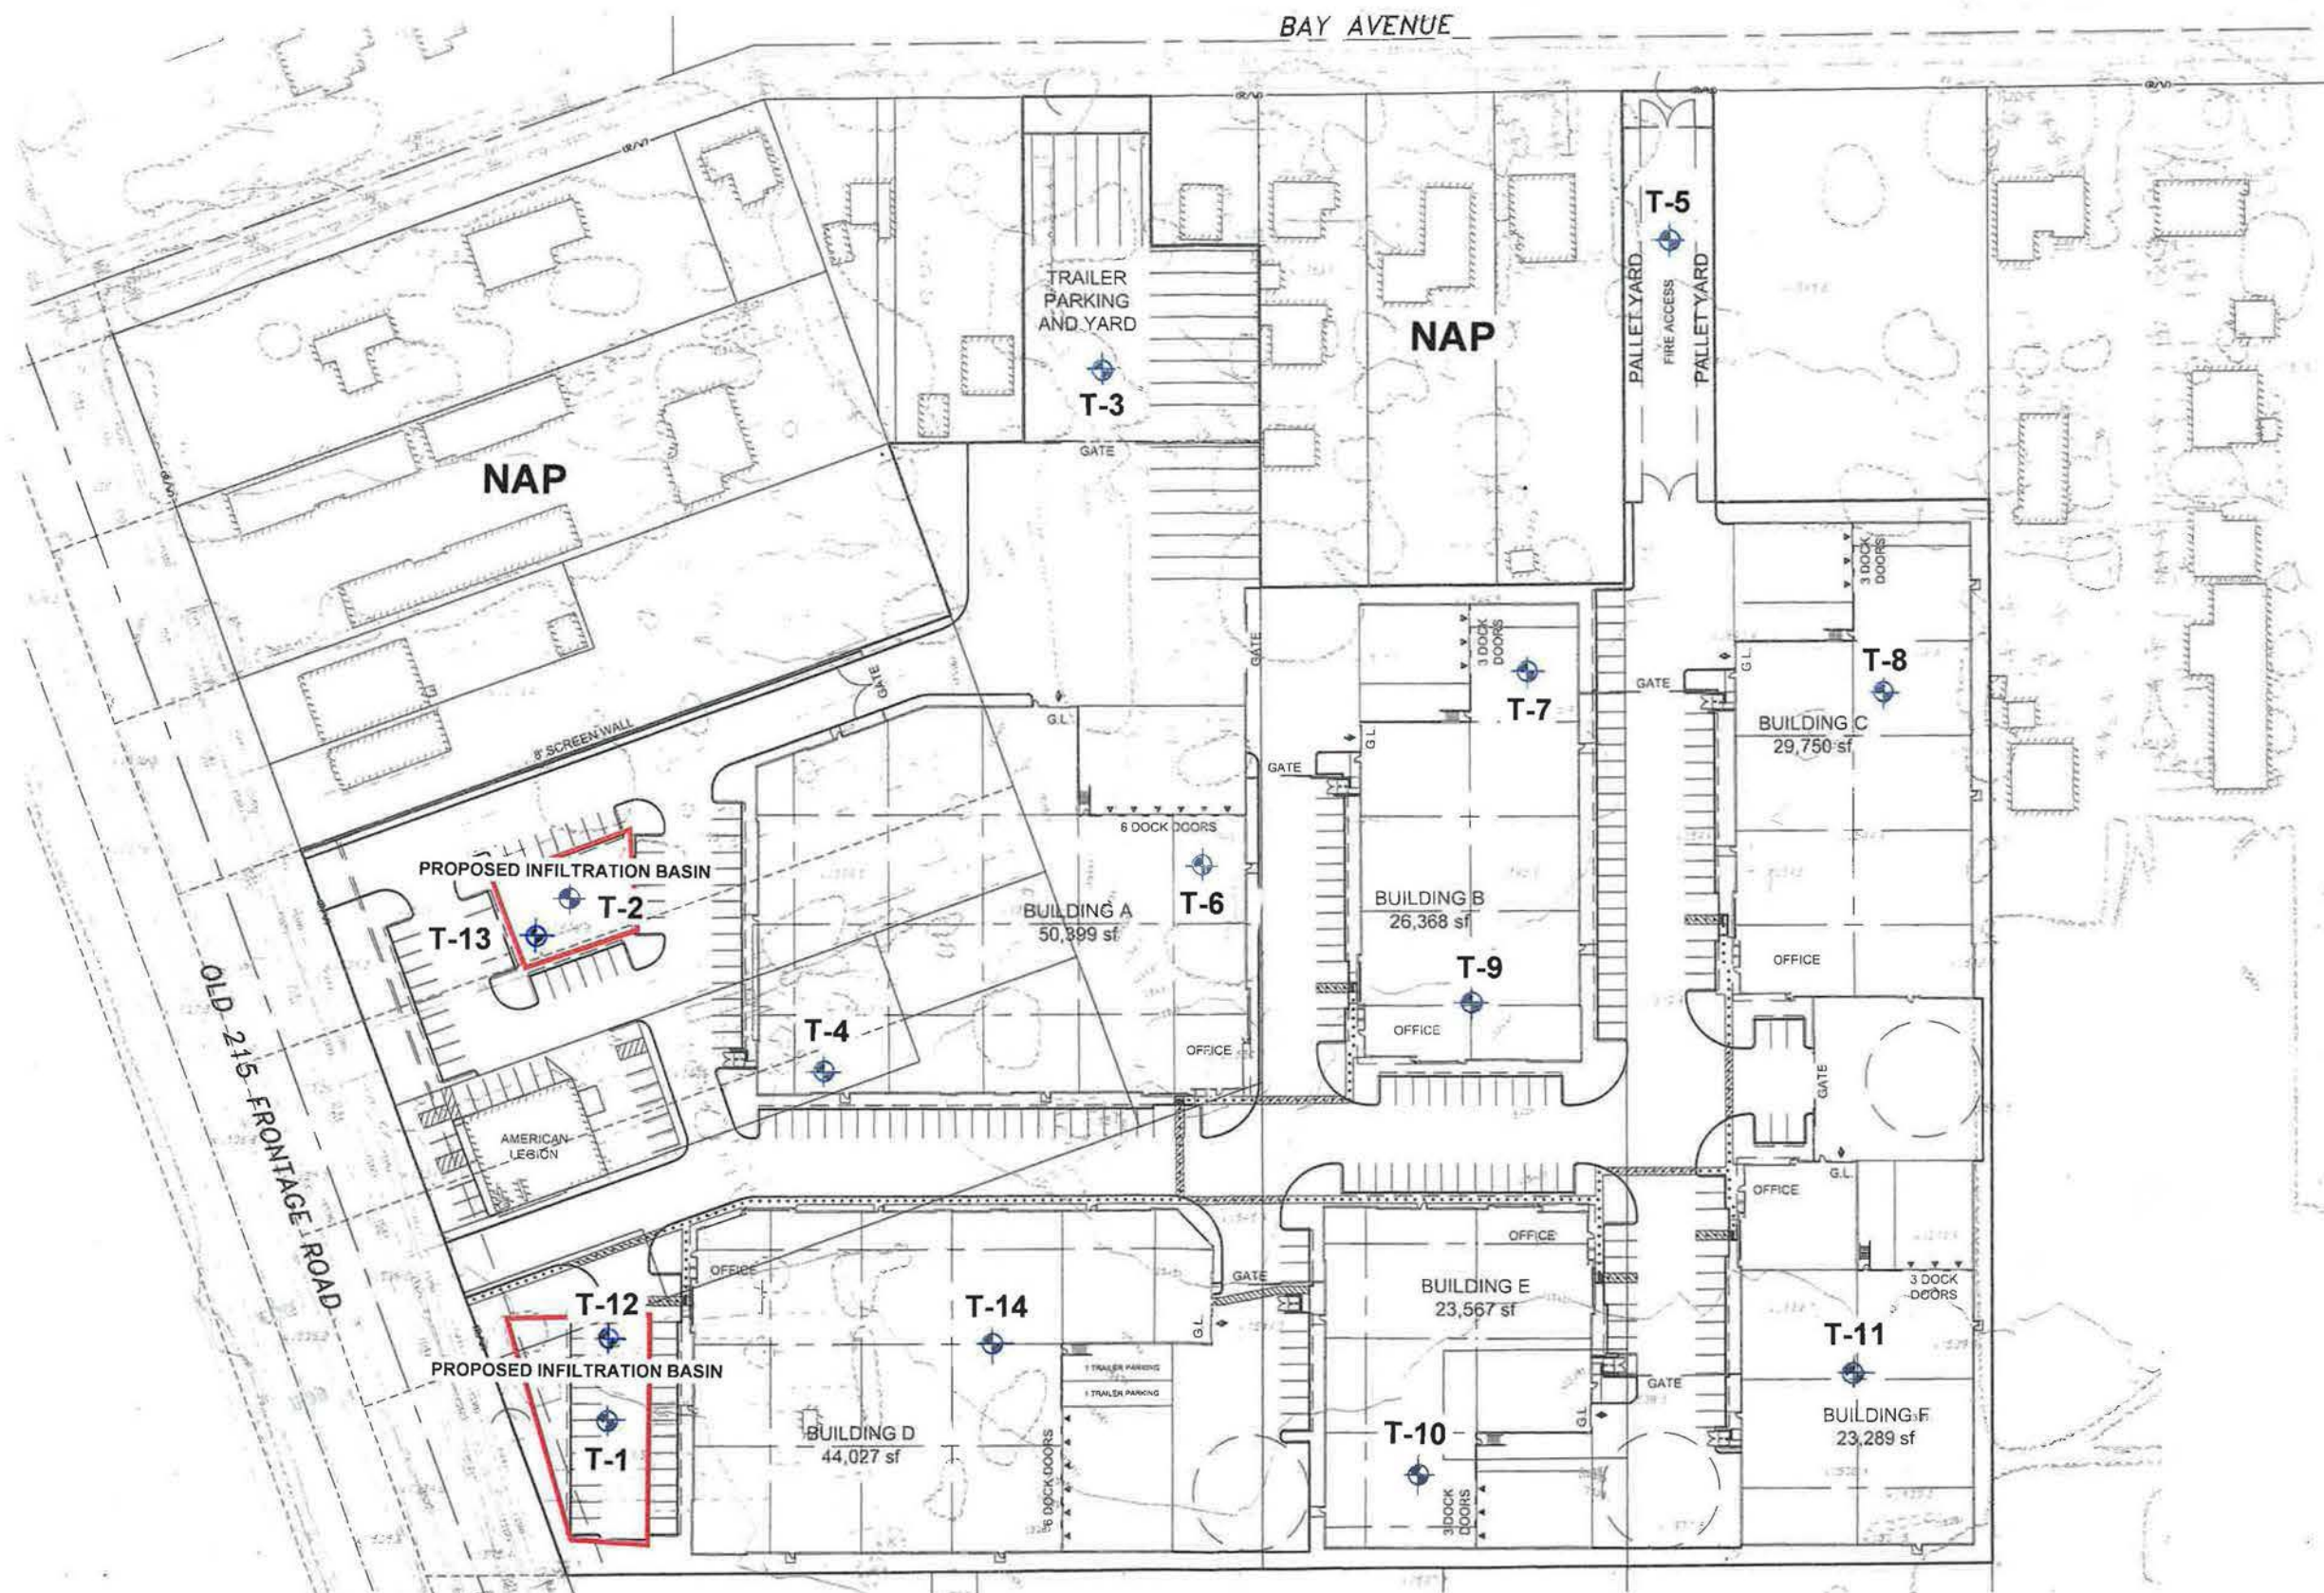 BAY AVENUE
R/W
R/W
R/W
R/W
T-5
PALLET YARD
FIRE ACCESS
PALLET YARD
TRAILER
PARKING
AND YARD
T-3
GATE
NAP
NAP
R/W
3 DOCK
DOORS
3 DOCK
DOORS
GATE
GATE
T-7
T-8
GATE
G.L.
G.L.
G.L.
8' SCREEN WALL
BUILDING C
29,750 sf
GATE
6 DOCK DOORS
PROPOSED INFILTRATION BASIN
T-2
T-13
T-6
BUILDING A
50,399 sf
BUILDING B
26,368 sf
R/W
T-9
OFFICE
OFFICE
T-4
OFFICE
OLD 215 FRONTAGE ROAD
GATE
AMERICAN
LEGION
G.L.
OFFICE
OFFICE
OFFICE
GATE
BUILDING E
23,567 sf
3 DOCK
DOORS
T-12
T-14
G.L.
T-11
PROPOSED INFILTRATION BASIN
1 TRAILER PARKING
1 TRAILER PARKING
GATE
G.L.
BUILDING F
23,289 sf
BUILDING D
44,027 sf
T-10
T-1
6 DOCK DOORS
3 DOCK
DOORS